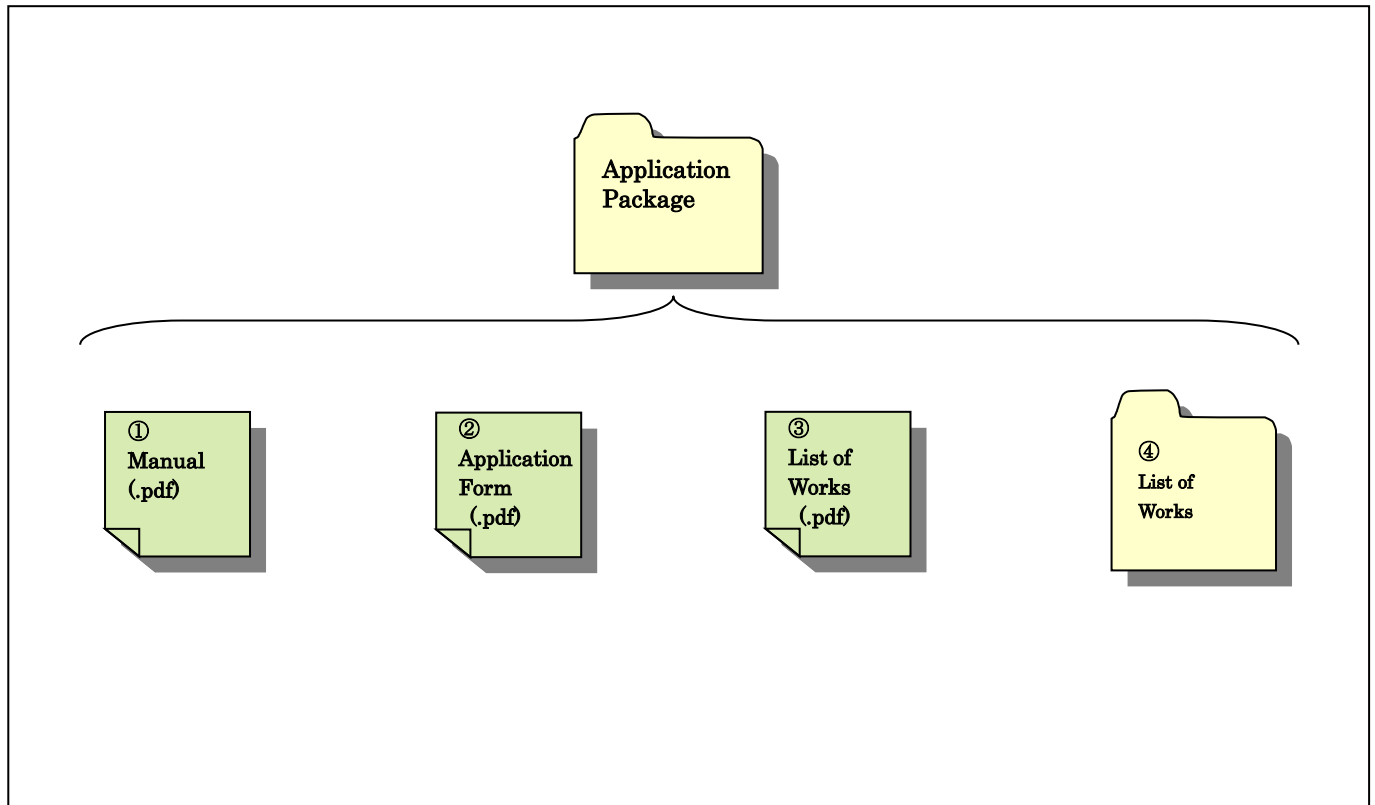 Application
Package
①
Manual
(.pdf)
②
Application
Form
(.pdf)
③
List of
Works
(.pdf)
④
List of
Works